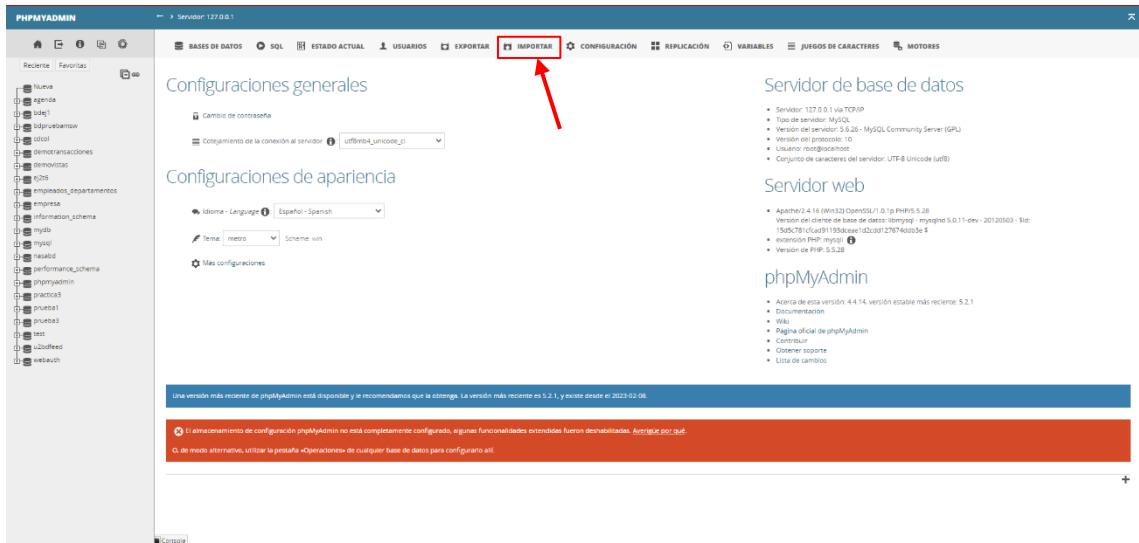 PHPMYADMIN
← > Servidor: 127.0.0.1
BASES DE DATOS SQL ESTADO ACTUAL USUARIOS EXPORTAR IMPORTAR CONFIGURACIÓN REPLICACIÓN VARIABLES JUEGOS DE CARACTERES MOTORES
Reciente Favoritas
Nueva
agenda
bdej1
bdpruebamsw
cdcol
demotransacciones
demovistas
ej2t6
empleados_departamentos
empresa
information_schema
mydb
mysql
nasabd
performance_schema
phpmyadmin
practica3
prueba1
prueba3
test
u2bdfeed
webauth
Configuraciones generales
Cambio de contraseña
Cotejamiento de la conexión al servidor utf8mb4_unicode_ci
Configuraciones de apariencia
Idioma - Language Español - Spanish
Tema: metro Scheme: win
Más configuraciones
Servidor de base de datos
Servidor: 127.0.0.1 via TCP/IP
Tipo de servidor: MySQL
Versión del servidor: 5.6.26 - MySQL Community Server (GPL)
Versión del protocolo: 10
Usuario: root@localhost
Conjunto de caracteres del servidor: UTF-8 Unicode (utf8)
Servidor web
Apache/2.4.16 (Win32) OpenSSL/1.0.1p PHP/5.5.28
Versión del cliente de base de datos: libmysql - mysqlnd 5.0.11-dev - 20120503 - $Id:
15d5c781cfcad91193dceae1d2cdd127674ddb3e $
extensión PHP: mysqli
Versión de PHP: 5.5.28
phpMyAdmin
Acerca de esta versión: 4.4.14, versión estable más reciente: 5.2.1
Documentación
Wiki
Página oficial de phpMyAdmin
Contribuir
Obtener soporte
Lista de cambios
Una versión más reciente de phpMyAdmin está disponible y le recomendamos que la obtenga. La versión más reciente es 5.2.1, y existe desde el 2023-02-08.
El almacenamiento de configuración phpMyAdmin no está completamente configurado, algunas funcionalidades extendidas fueron deshabilitadas. Averigüe por qué.
O, de modo alternativo, utilizar la pestaña «Operaciones» de cualquier base de datos para configurarlo allí.
Consola